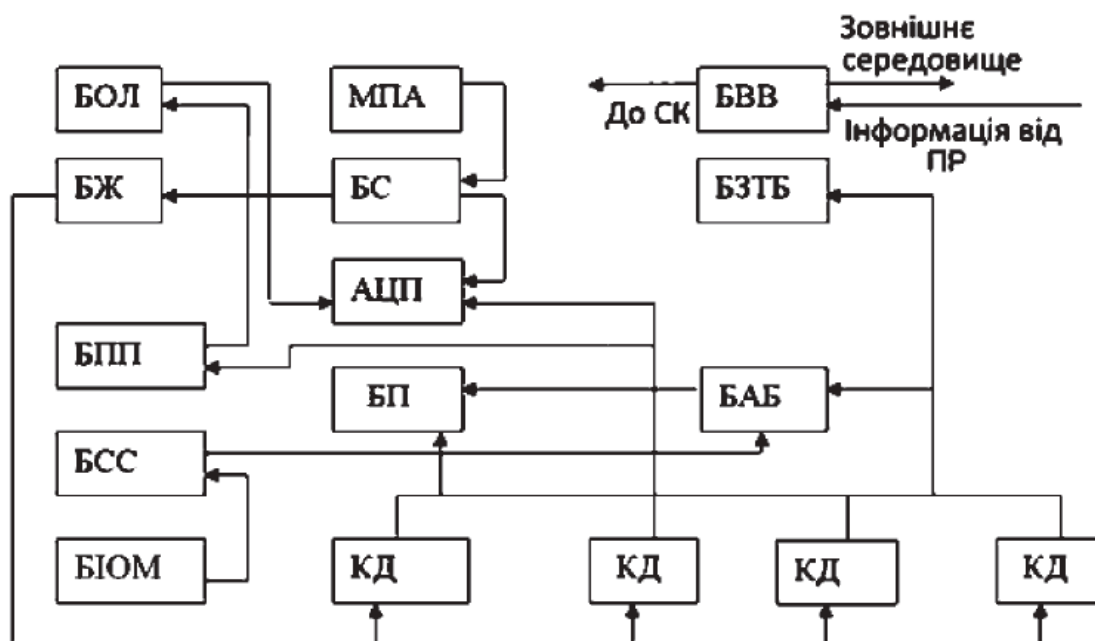 Зовнішнє
середовище
БОЛ
МПА
БВВ
До СК
Інформація від
ПР
БЖ
БС
БЗТБ
АЦП
БПП
БП
БАБ
БСС
БІОМ
КД
КД
КД
КД